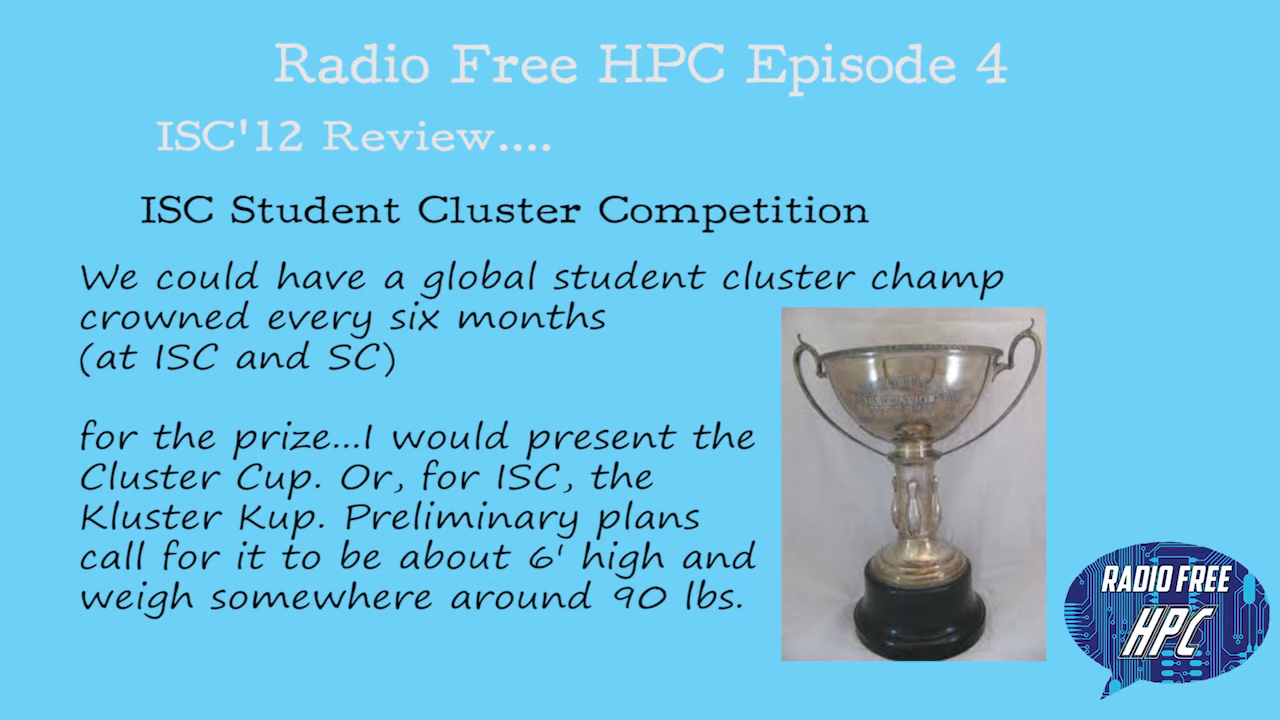 Radio Free HPC Episode 4
ISC'12 Review....
ISC Student Cluster Competition
We could have a global student cluster champ
crowned every six months
(at ISC and SC)
for the prize...I would present the
Cluster Cup. Or, for ISC, the
Kluster Kup. Preliminary plans
call for it to be about 6' high and
weigh somewhere around 90 lbs.
RADIO FREE
HPC